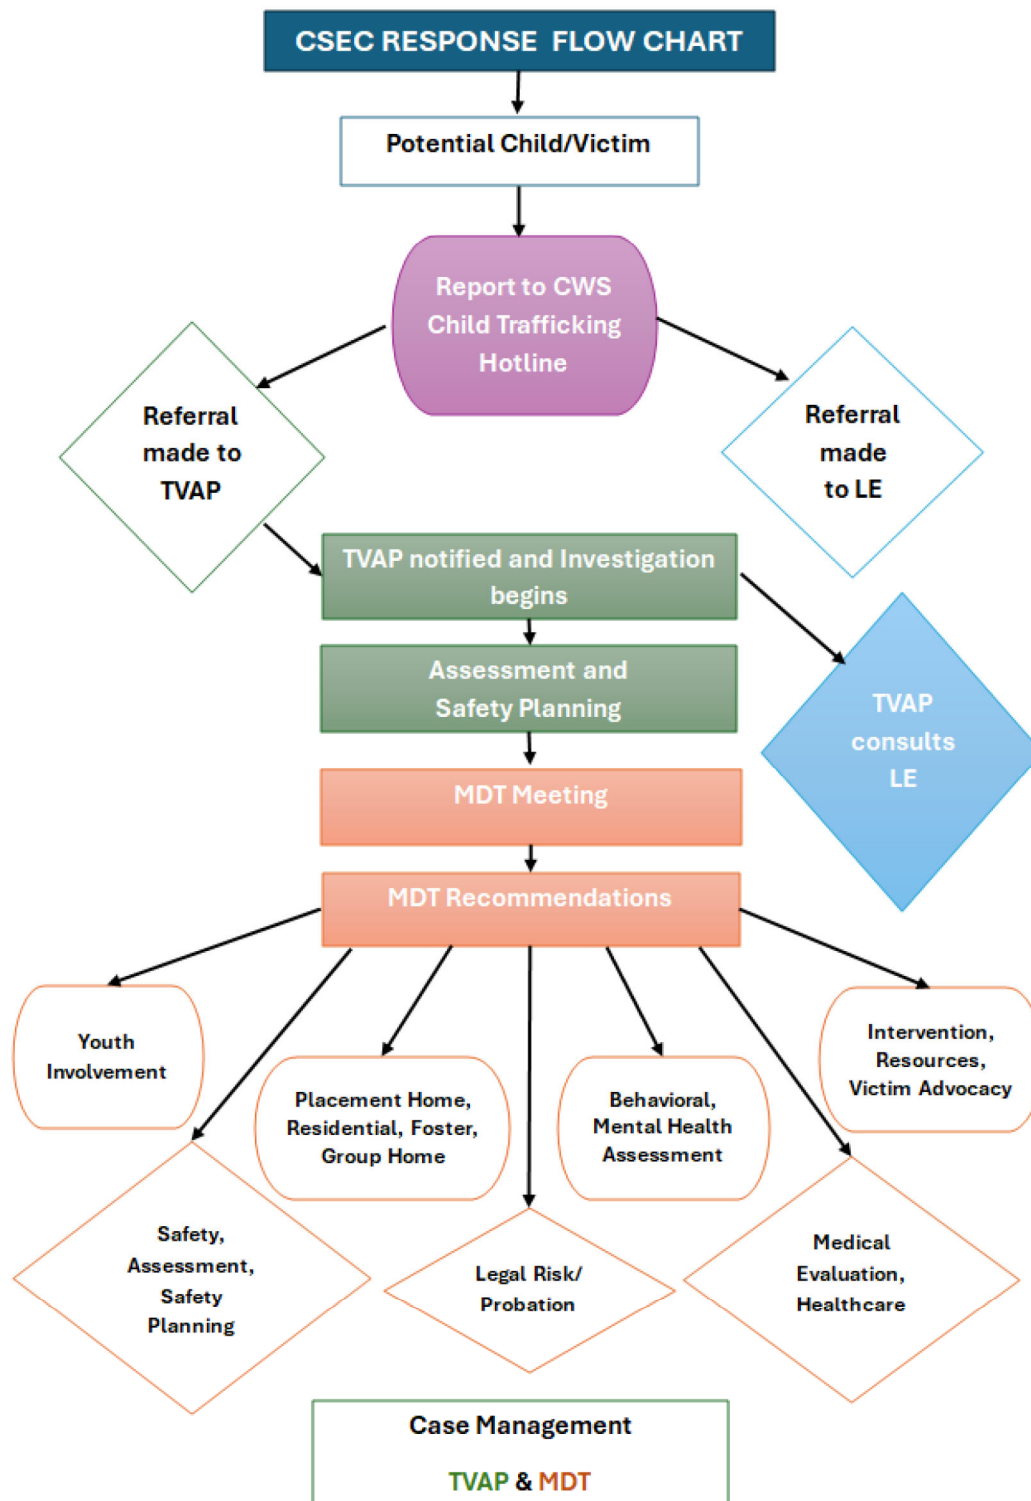 CSEC RESPONSE FLOW CHART
Potential Child/Victim
Report to CWS
Child Trafficking
Hotline
Referral
made to
TVAP
Referral
made
to LE
TVAP notified and Investigation
begins
Assessment and
Safety Planning
TVAP
consults
LE
MDT Meeting
MDT Recommendations
Youth
Involvement
Placement Home,
Residential, Foster,
Group Home
Behavioral,
Mental Health
Assessment
Intervention,
Resources,
Victim Advocacy
Safety,
Assessment,
Safety
Planning
Legal Risk/
Probation
Medical
Evaluation,
Healthcare
Case Management
TVAP & MDT